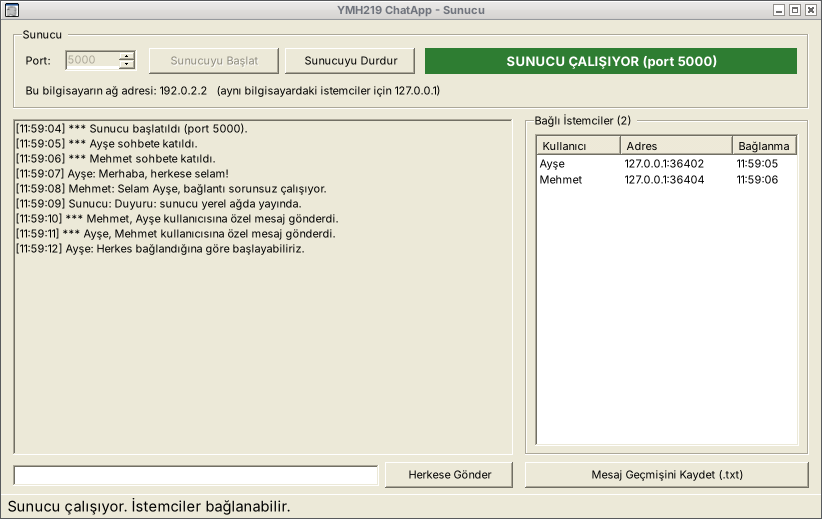 YMH219 ChatApp - Sunucu
Sunucu
Port: 5000 Sunucuyu Başlat Sunucuyu Durdur SUNUCU ÇALIŞIYOR (port 5000)
Bu bilgisayarın ağ adresi: 192.0.2.2 (aynı bilgisayardaki istemciler için 127.0.0.1)
[11:59:04] *** Sunucu başlatıldı (port 5000).
[11:59:05] *** Ayşe sohbete katıldı.
[11:59:06] *** Mehmet sohbete katıldı.
[11:59:07] Ayşe: Merhaba, herkese selam!
[11:59:08] Mehmet: Selam Ayşe, bağlantı sorunsuz çalışıyor.
[11:59:09] Sunucu: Duyuru: sunucu yerel ağda yayında.
[11:59:10] *** Mehmet, Ayşe kullanıcısına özel mesaj gönderdi.
[11:59:11] *** Ayşe, Mehmet kullanıcısına özel mesaj gönderdi.
[11:59:12] Ayşe: Herkes bağlandığına göre başlayabiliriz.
Bağlı İstemciler (2)
Kullanıcı Adres Bağlanma
Ayşe 127.0.0.1:36402 11:59:05
Mehmet 127.0.0.1:36404 11:59:06
Herkese Gönder Mesaj Geçmişini Kaydet (.txt)
Sunucu çalışıyor. İstemciler bağlanabilir.